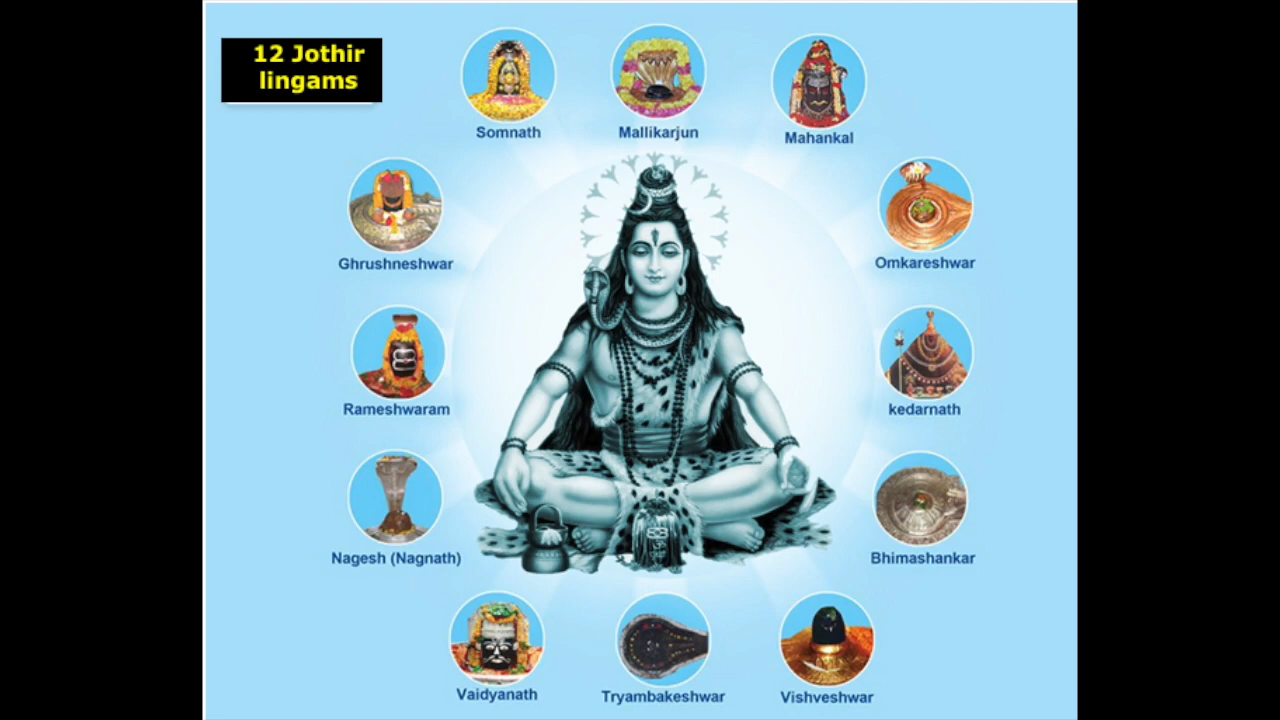 12 Jothir
lingams
Somnath
Mallikarjun
Mahankal
Ghrushneshwar
Omkareshwar
Rameshwaram
kedarnath
Nagesh (Nagnath)
Bhimashankar
Vaidyanath
Tryambakeshwar
Vishveshwar